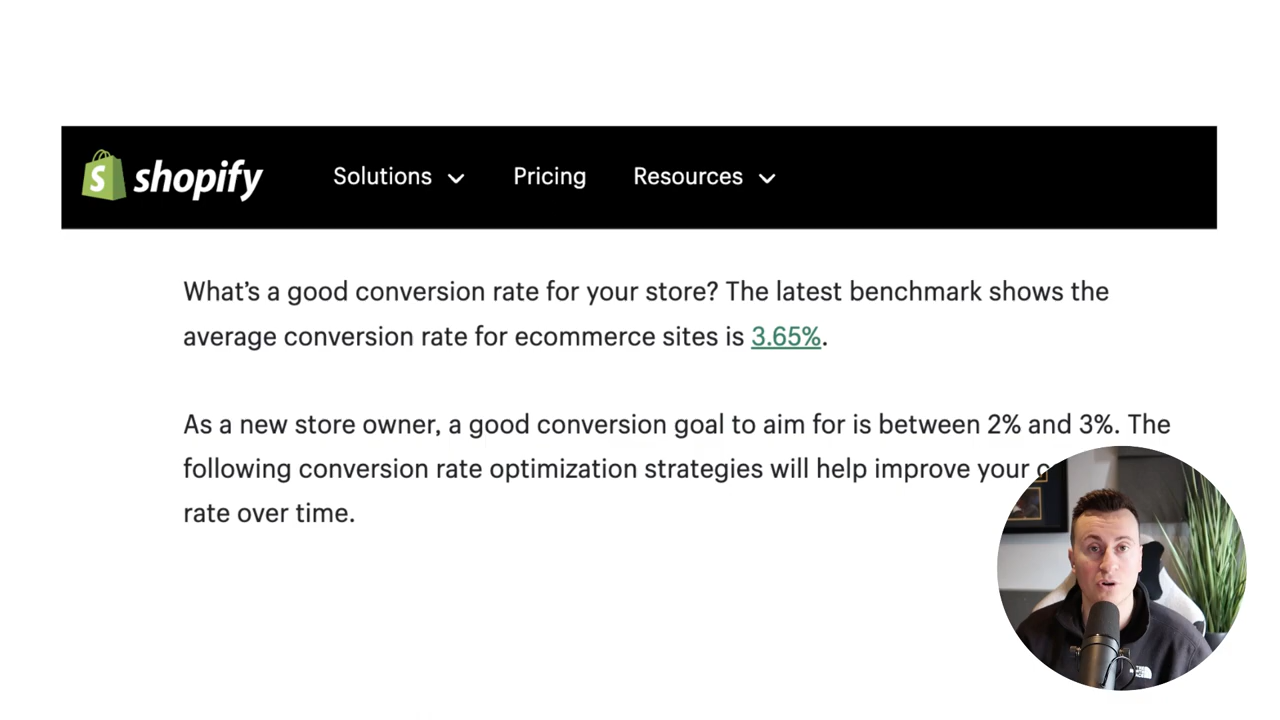 shopify Solutions Pricing Resources
What's a good conversion rate for your store? The latest benchmark shows the
average conversion rate for ecommerce sites is 3.65%.
As a new store owner, a good conversion goal to aim for is between 2% and 3%. The
following conversion rate optimization strategies will help improve your
rate over time.